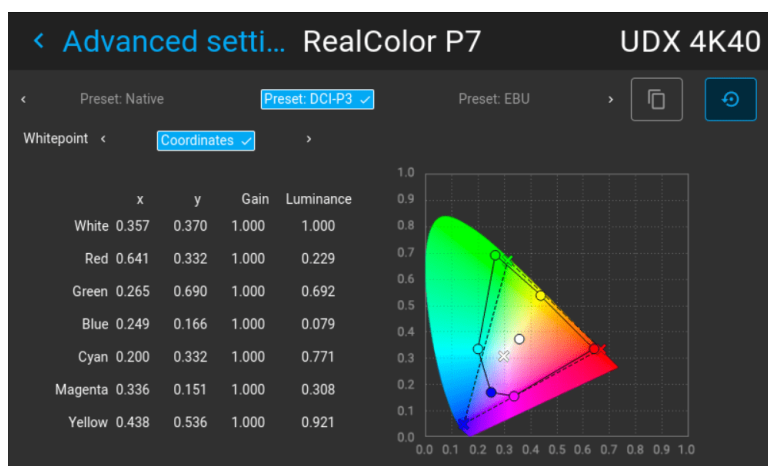 ‹ Advanced setti... RealColor P7 UDX 4K40
‹ Preset: Native Preset: DCI-P3 ✓ Preset: EBU ›
Whitepoint ‹ Coordinates ✓ ›
x y Gain Luminance
White 0.357 0.370 1.000 1.000
Red 0.641 0.332 1.000 0.229
Green 0.265 0.690 1.000 0.692
Blue 0.249 0.166 1.000 0.079
Cyan 0.200 0.332 1.000 0.771
Magenta 0.336 0.151 1.000 0.308
Yellow 0.438 0.536 1.000 0.921
1.0
0.9
0.8
0.7
0.6
0.5
0.4
0.3
0.2
0.1
0.0
0.0 0.1 0.2 0.3 0.4 0.5 0.6 0.7 0.8 0.9 1.0